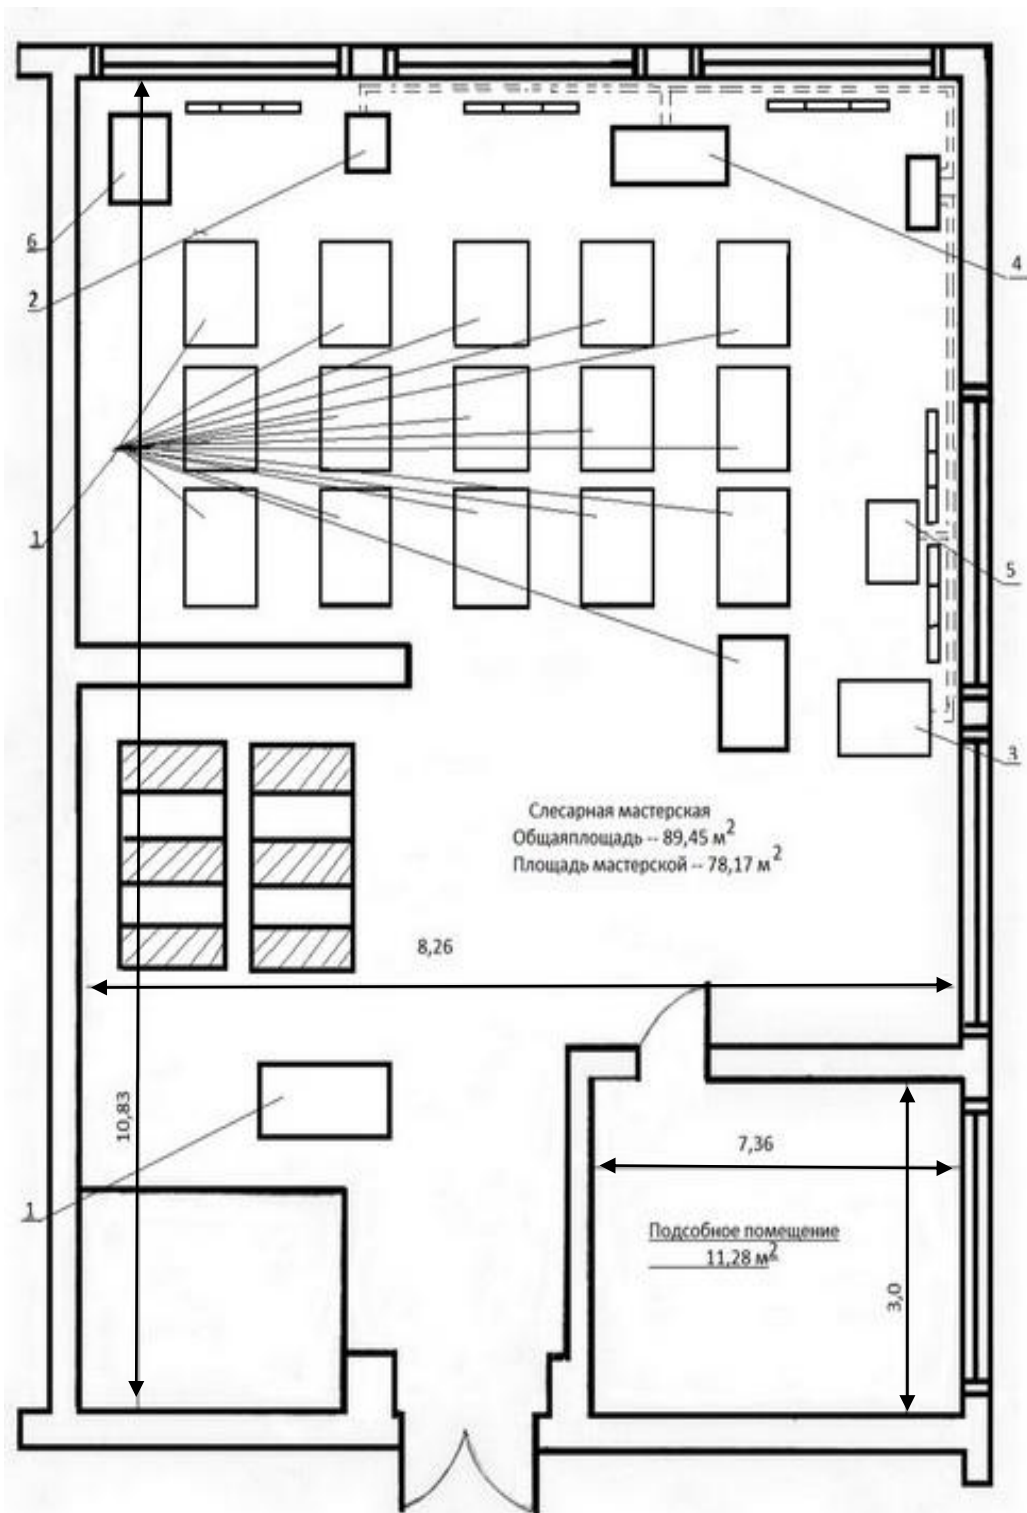 6
2
4
1
5
3
Слесарная мастерская
Общаяплощадь -- 89,45 м2
Площадь мастерской -- 78,17 м2
8,26
10,83
7,36
1
Подсобное помещение
11,28 м2
3,0